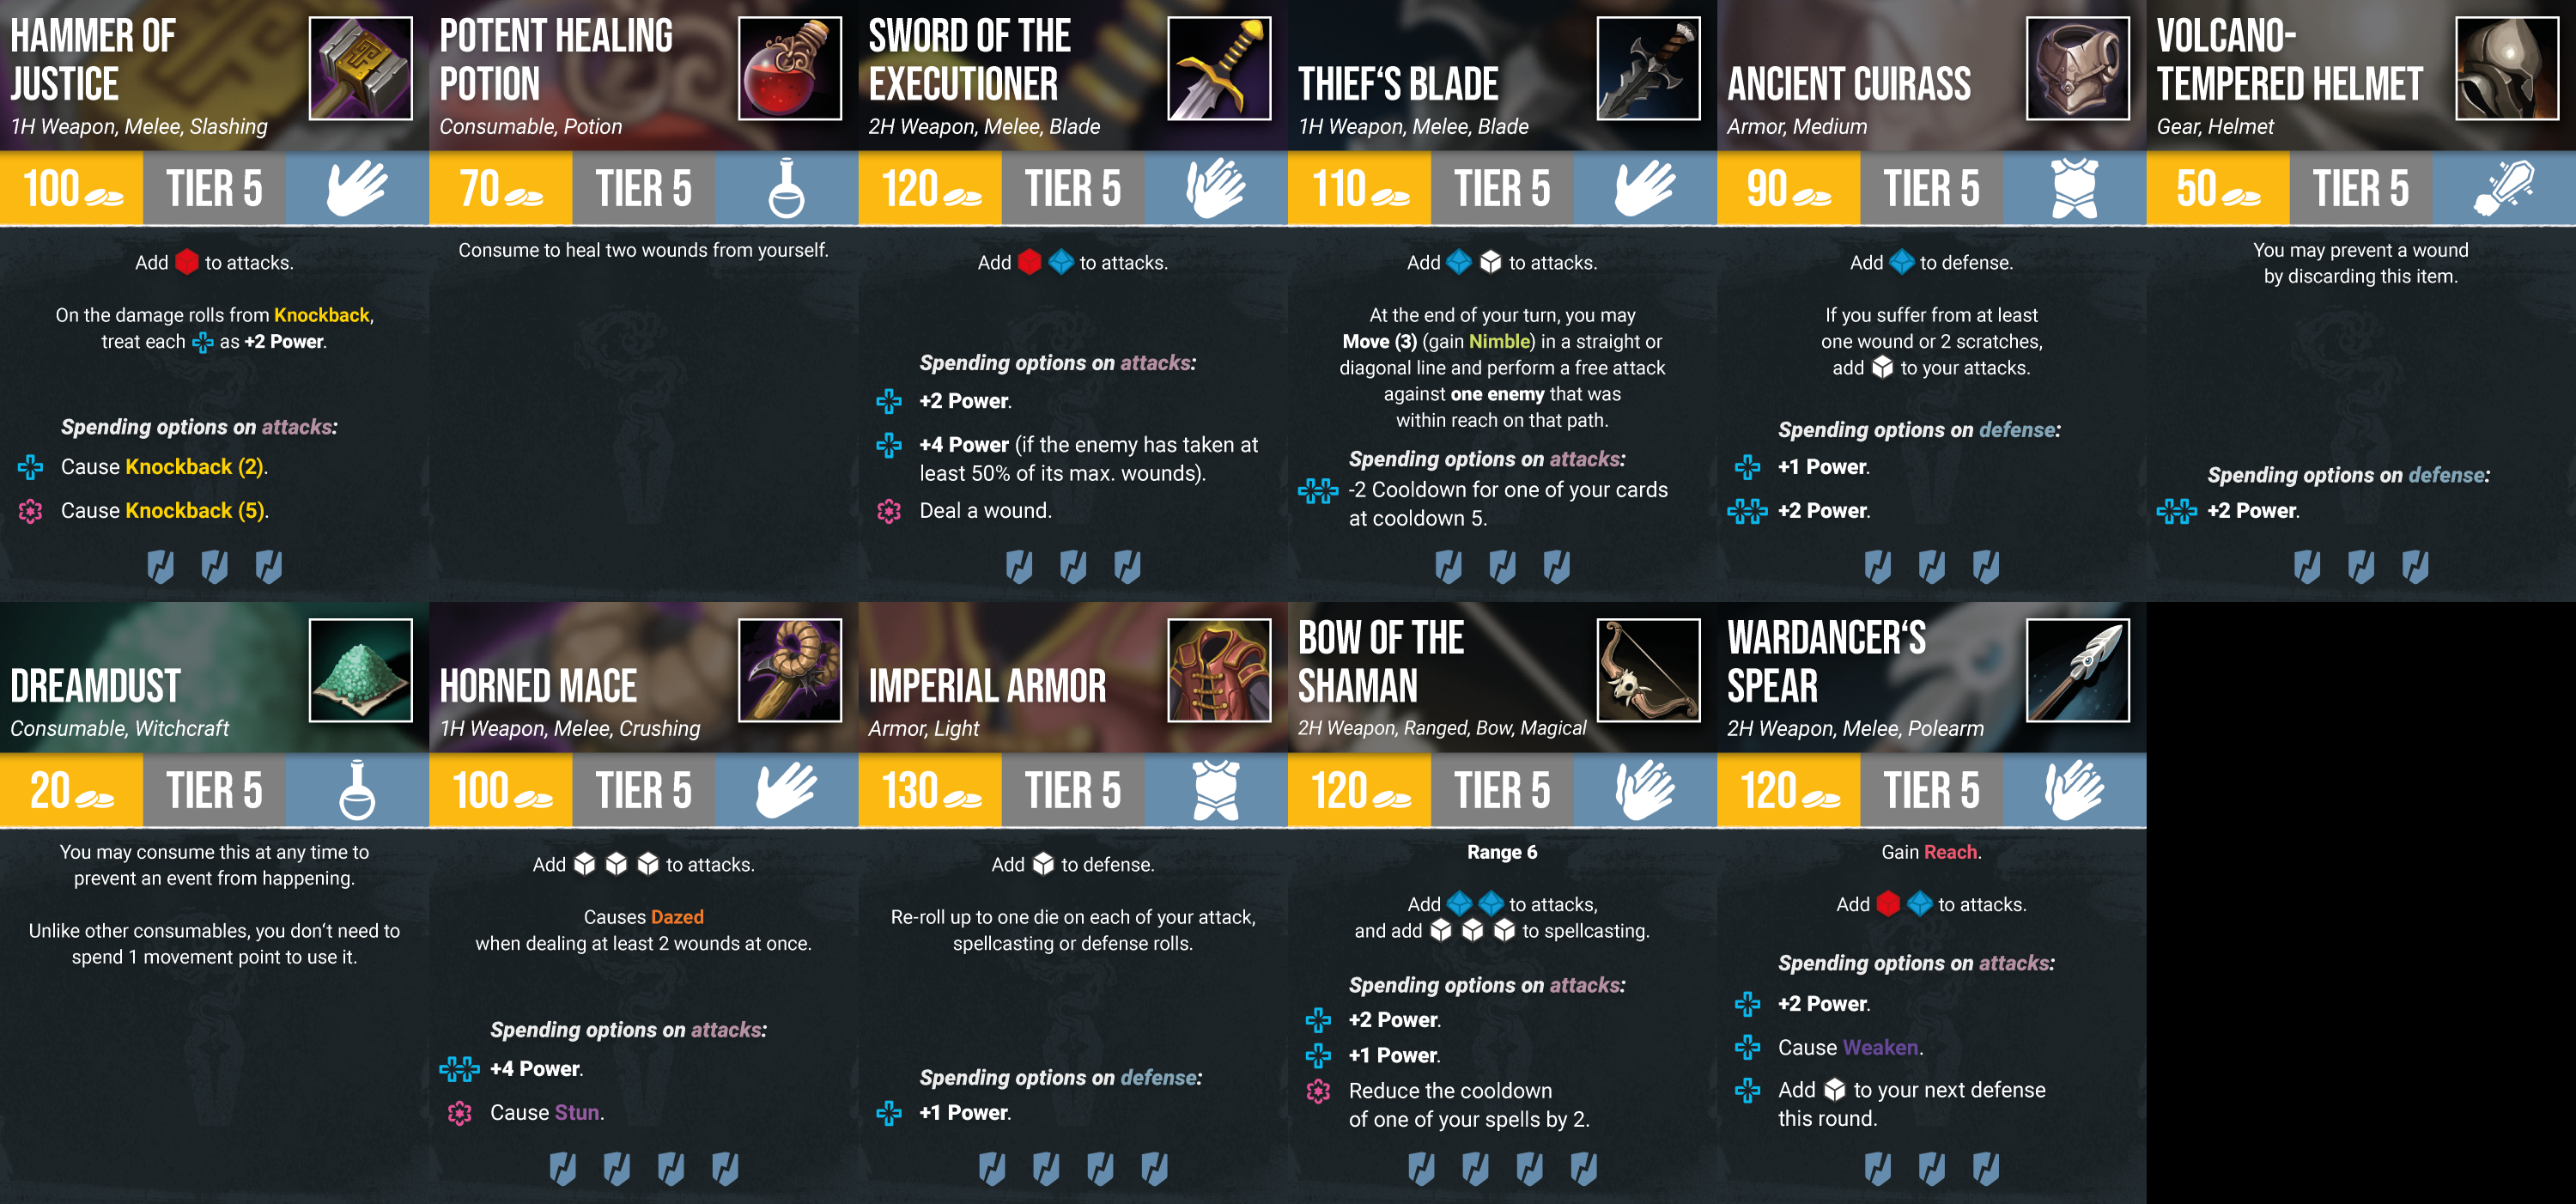 HAMMER OF
JUSTICE
1H Weapon, Melee, Slashing
100
TIER 5
Add to attacks.
On the damage rolls from Knockback,
treat each as +2 Power.
Spending options on attacks:
Cause Knockback (2).
Cause Knockback (5).
POTENT HEALING
POTION
Consumable, Potion
70
TIER 5
Consume to heal two wounds from yourself.
SWORD OF THE
EXECUTIONER
2H Weapon, Melee, Blade
120
TIER 5
Add to attacks.
Spending options on attacks:
+2 Power.
+4 Power (if the enemy has taken at
least 50% of its max. wounds).
Deal a wound.
THIEF‘S BLADE
1H Weapon, Melee, Blade
110
TIER 5
Add to attacks.
At the end of your turn, you may
Move (3) (gain Nimble) in a straight or
diagonal line and perform a free attack
against one enemy that was
within reach on that path.
Spending options on attacks:
-2 Cooldown for one of your cards
at cooldown 5.
ANCIENT CUIRASS
Armor, Medium
90
TIER 5
Add to defense.
If you suffer from at least
one wound or 2 scratches,
add to your attacks.
Spending options on defense:
+1 Power.
+2 Power.
VOLCANO-
TEMPERED HELMET
Gear, Helmet
50
TIER 5
You may prevent a wound
by discarding this item.
Spending options on defense:
+2 Power.
DREAMDUST
Consumable, Witchcraft
20
TIER 5
You may consume this at any time to
prevent an event from happening.
Unlike other consumables, you don‘t need to
spend 1 movement point to use it.
HORNED MACE
1H Weapon, Melee, Crushing
100
TIER 5
Add to attacks.
Causes Dazed
when dealing at least 2 wounds at once.
Spending options on attacks:
+4 Power.
Cause Stun.
IMPERIAL ARMOR
Armor, Light
130
TIER 5
Add to defense.
Re-roll up to one die on each of your attack,
spellcasting or defense rolls.
Spending options on defense:
+1 Power.
BOW OF THE
SHAMAN
2H Weapon, Ranged, Bow, Magical
120
TIER 5
Range 6
Add to attacks,
and add to spellcasting.
Spending options on attacks:
+2 Power.
+1 Power.
Reduce the cooldown
of one of your spells by 2.
WARDANCER‘S
SPEAR
2H Weapon, Melee, Polearm
120
TIER 5
Gain Reach.
Add to attacks.
Spending options on attacks:
+2 Power.
Cause Weaken.
Add to your next defense
this round.